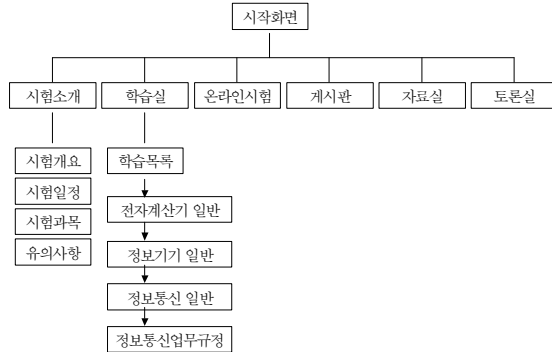 시작화면
시험소개
학습실
온라인시험
게시판
자료실
토론실
시험개요
시험일정
시험과목
유의사항
학습목록
전자계산기 일반
정보기기 일반
정보통신 일반
정보통신업무규정